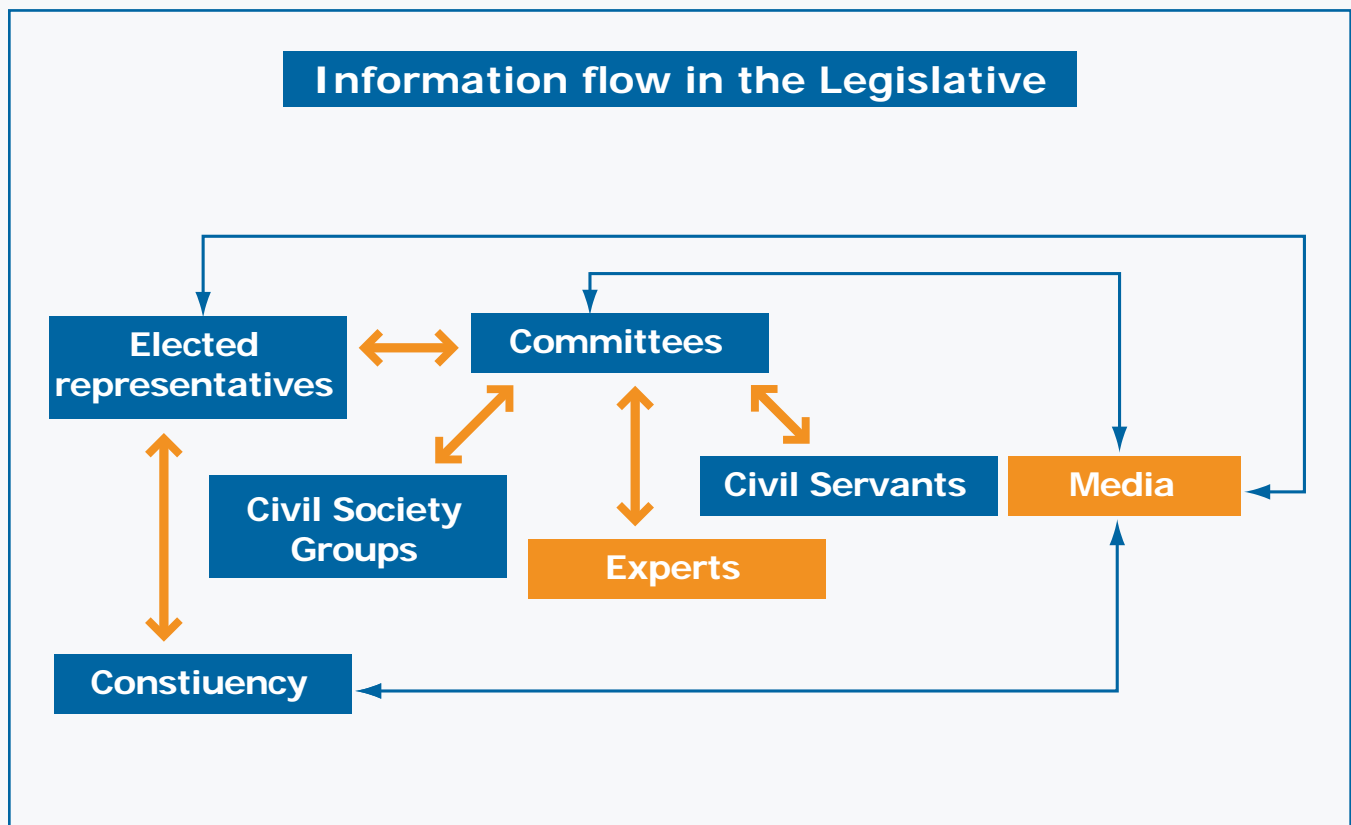 Information flow in the Legislative
Elected
representatives
Committees
Civil Society
Groups
Experts
Civil Servants
Media
Constiuency